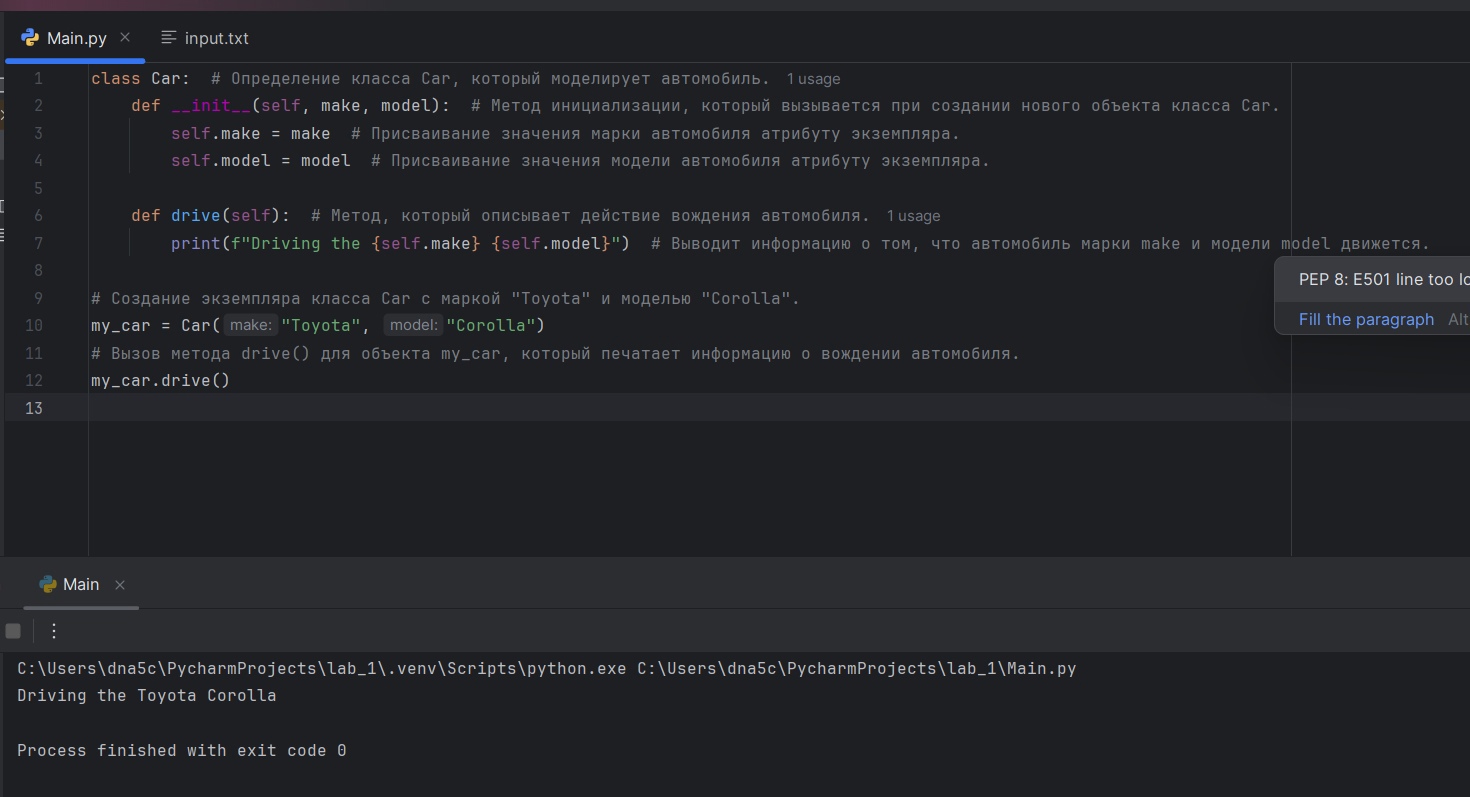 Main.py
input.txt
1 class Car:  # Определение класса Car, который моделирует автомобиль. 1 usage
2     def __init__(self, make, model):  # Метод инициализации, который вызывается при создании нового объекта класса Car.
3         self.make = make  # Присваивание значения марки автомобиля атрибуту экземпляра.
4         self.model = model  # Присваивание значения модели автомобиля атрибуту экземпляра.
5
6     def drive(self):  # Метод, который описывает действие вождения автомобиля. 1 usage
7         print(f"Driving the {self.make} {self.model}")  # Выводит информацию о том, что автомобиль марки make и модели model движется.
8
PEP 8: E501 line too
9 # Создание экземпляра класса Car с маркой "Toyota" и моделью "Corolla".
Fill the paragraph Alt
10 my_car = Car( make: "Toyota",  model: "Corolla")
11 # Вызов метода drive() для объекта my_car, который печатает информацию о вождении автомобиля.
12 my_car.drive()
13
Main
C:\Users\dna5c\PycharmProjects\lab_1\.venv\Scripts\python.exe C:\Users\dna5c\PycharmProjects\lab_1\Main.py
Driving the Toyota Corolla
Process finished with exit code 0